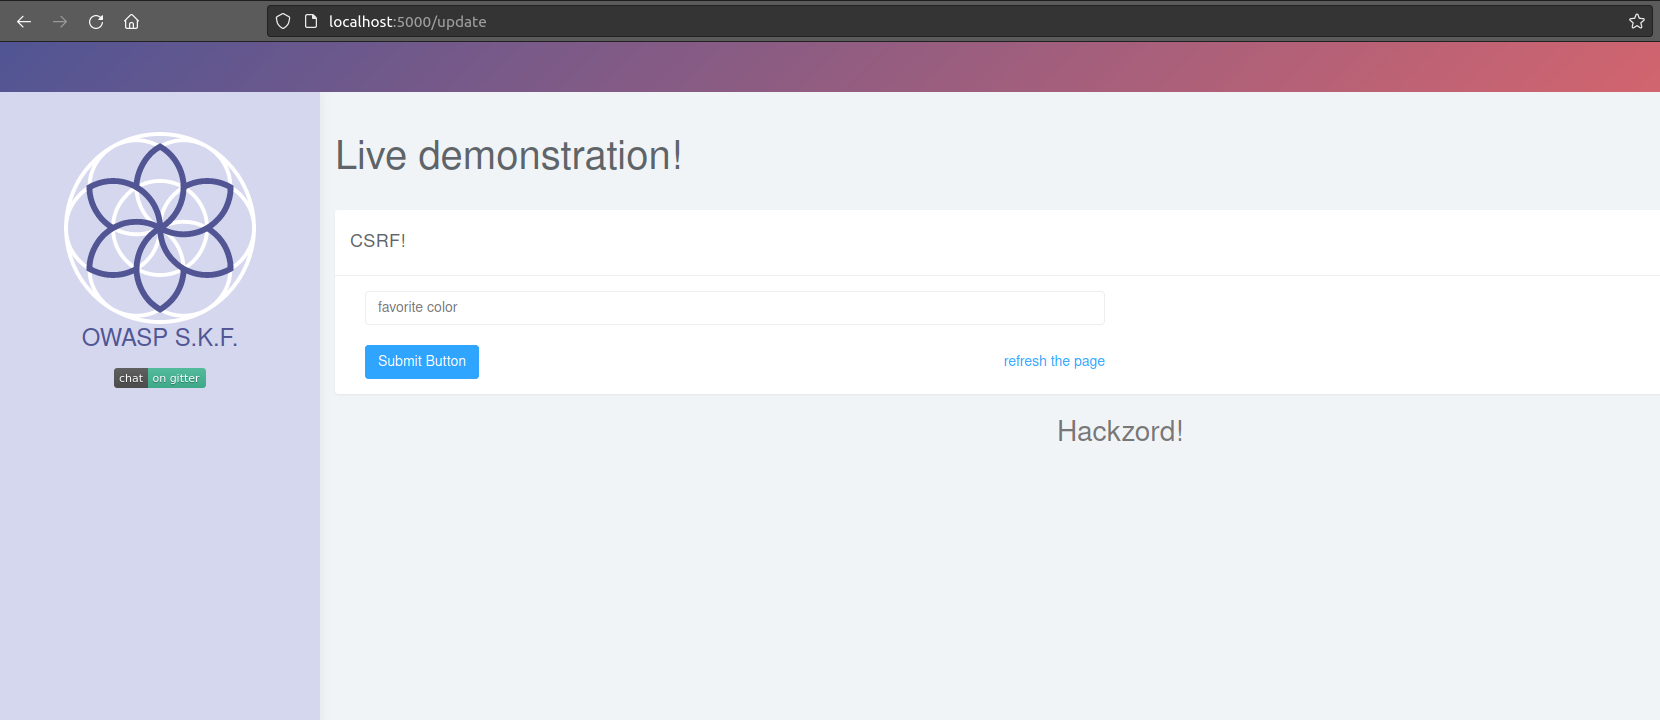 localhost:5000/update
OWASP S.K.F.
chat on gitter
Live demonstration!
CSRF!
favorite color
Submit Button
refresh the page
Hackzord!